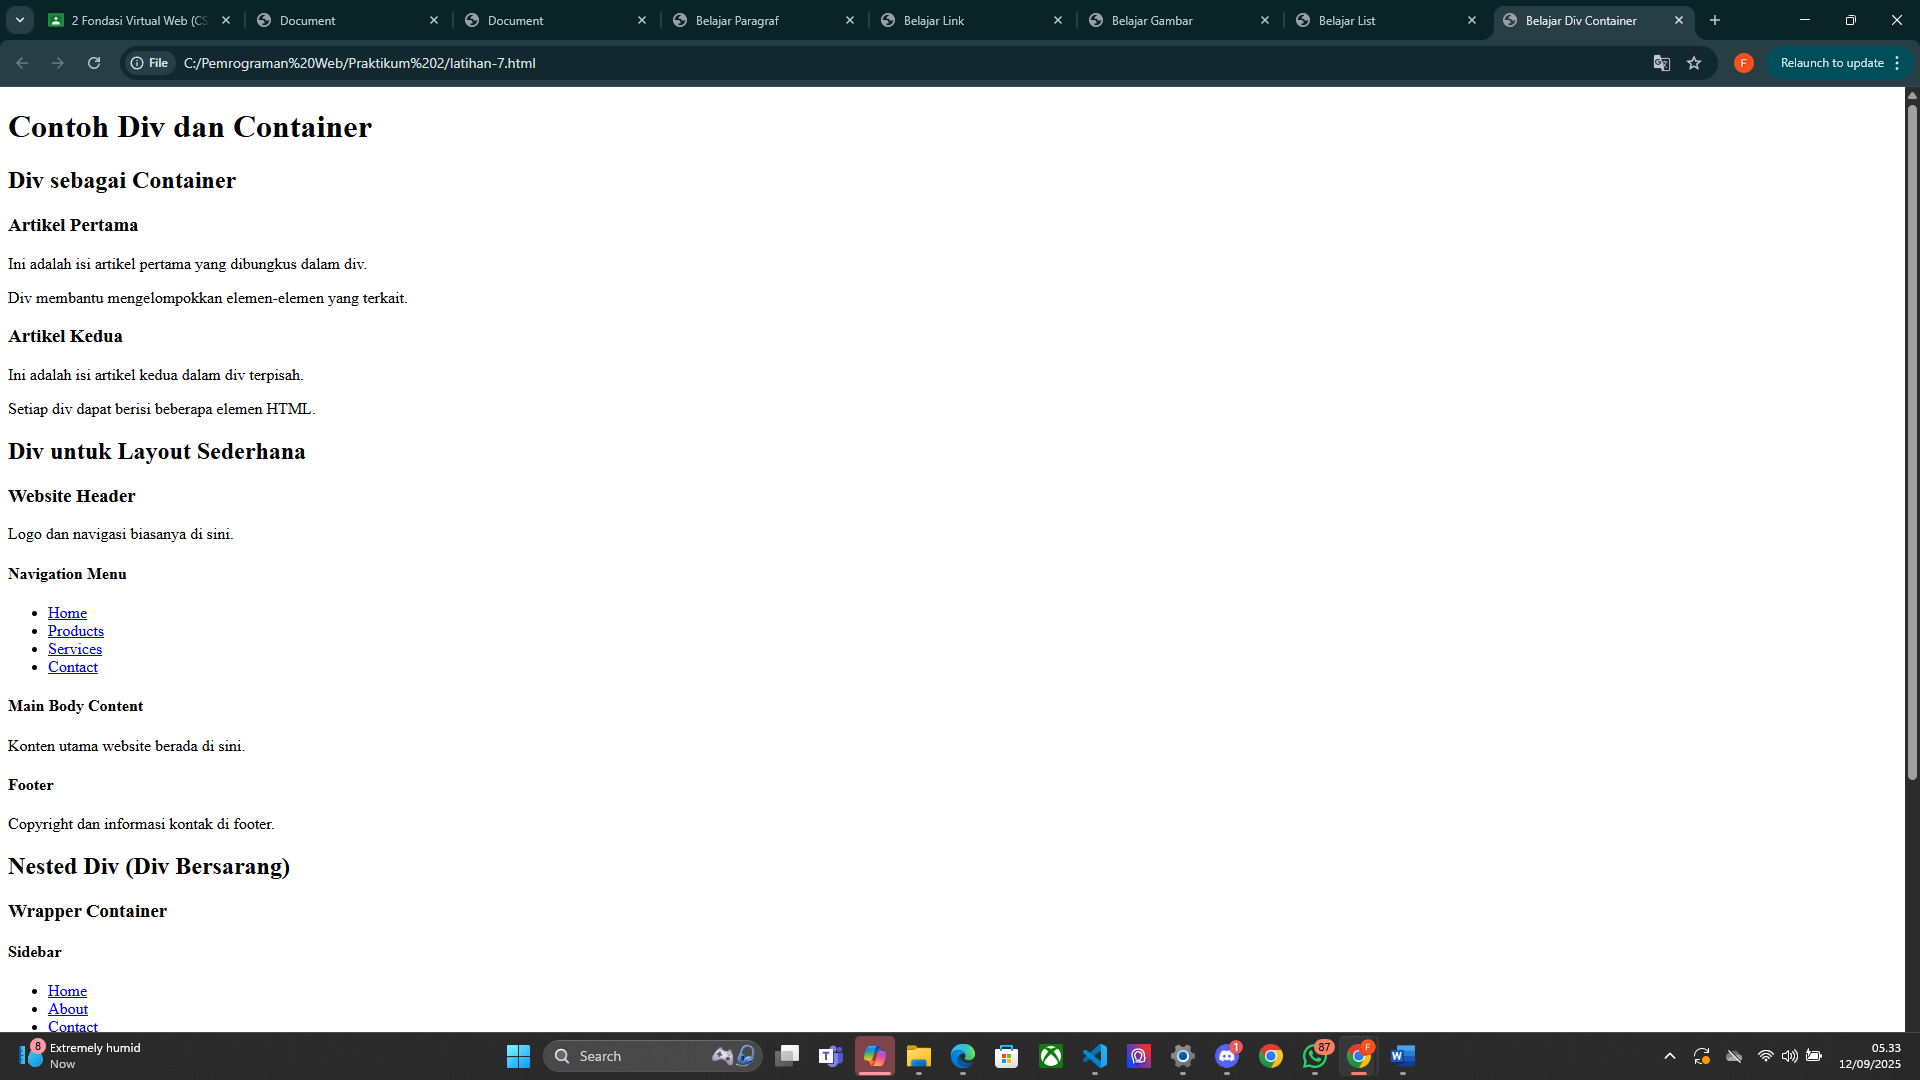 2 Fondasi Virtual Web (CS
Document
Document
Belajar Paragraf
Belajar Link
Belajar Gambar
Belajar List
Belajar Div Container
File
C:/Pemrograman%20Web/Praktikum%202/latihan-7.html
F
Relaunch to update
Contoh Div dan Container
Div sebagai Container
Artikel Pertama
Ini adalah isi artikel pertama yang dibungkus dalam div.
Div membantu mengelompokkan elemen-elemen yang terkait.
Artikel Kedua
Ini adalah isi artikel kedua dalam div terpisah.
Setiap div dapat berisi beberapa elemen HTML.
Div untuk Layout Sederhana
Website Header
Logo dan navigasi biasanya di sini.
Navigation Menu
Home
Products
Services
Contact
Main Body Content
Konten utama website berada di sini.
Footer
Copyright dan informasi kontak di footer.
Nested Div (Div Bersarang)
Wrapper Container
Sidebar
Home
About
Contact
8
Extremely humid
Now
Search
1
87
F
05.33
12/09/2025